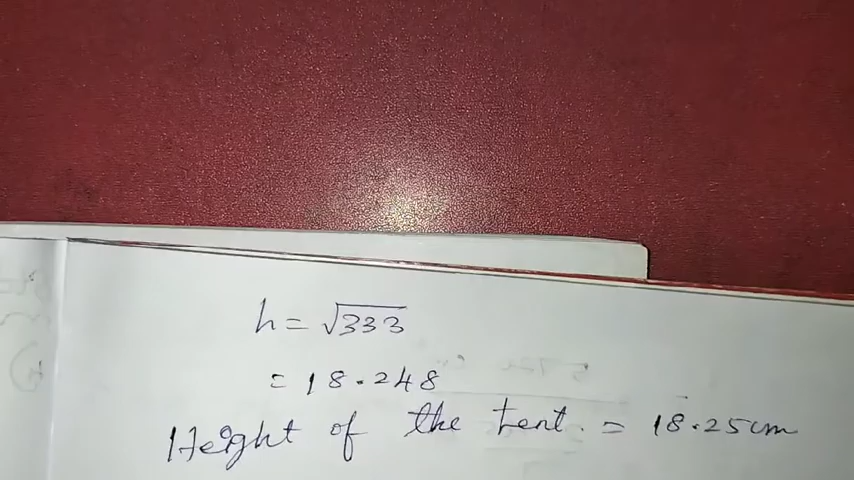 h = √333
= 18.248
Height of the tent. = 18.25cm